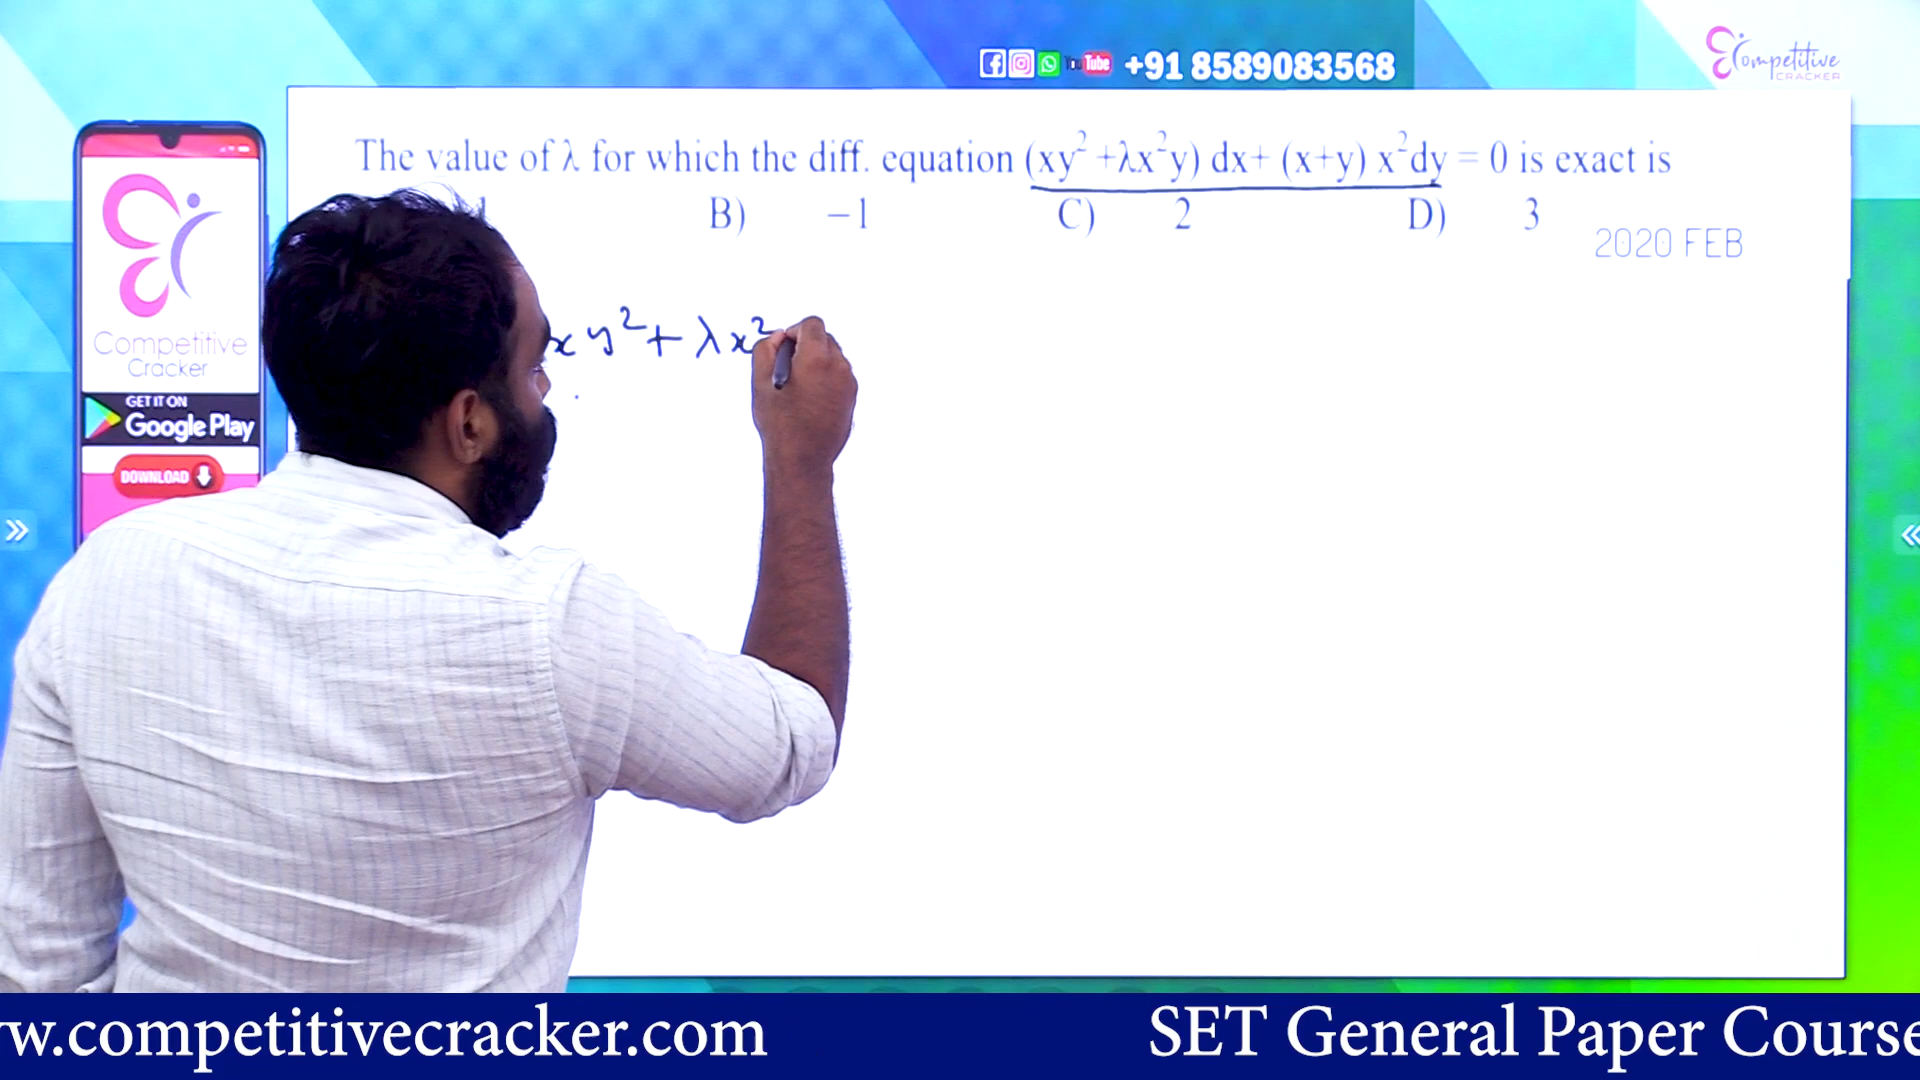 YouTube +91 8589083568
Competitive
CRACKER
The value of λ for which the diff. equation (xy² +λx²y) dx+ (x+y) x²dy = 0 is exact is
1 B) −1 C) 2 D) 3
2020 FEB
xy² + λx²
Competitive
Cracker
GET IT ON
Google Play
DOWNLOAD
w.competitivecracker.com SET General Paper Course